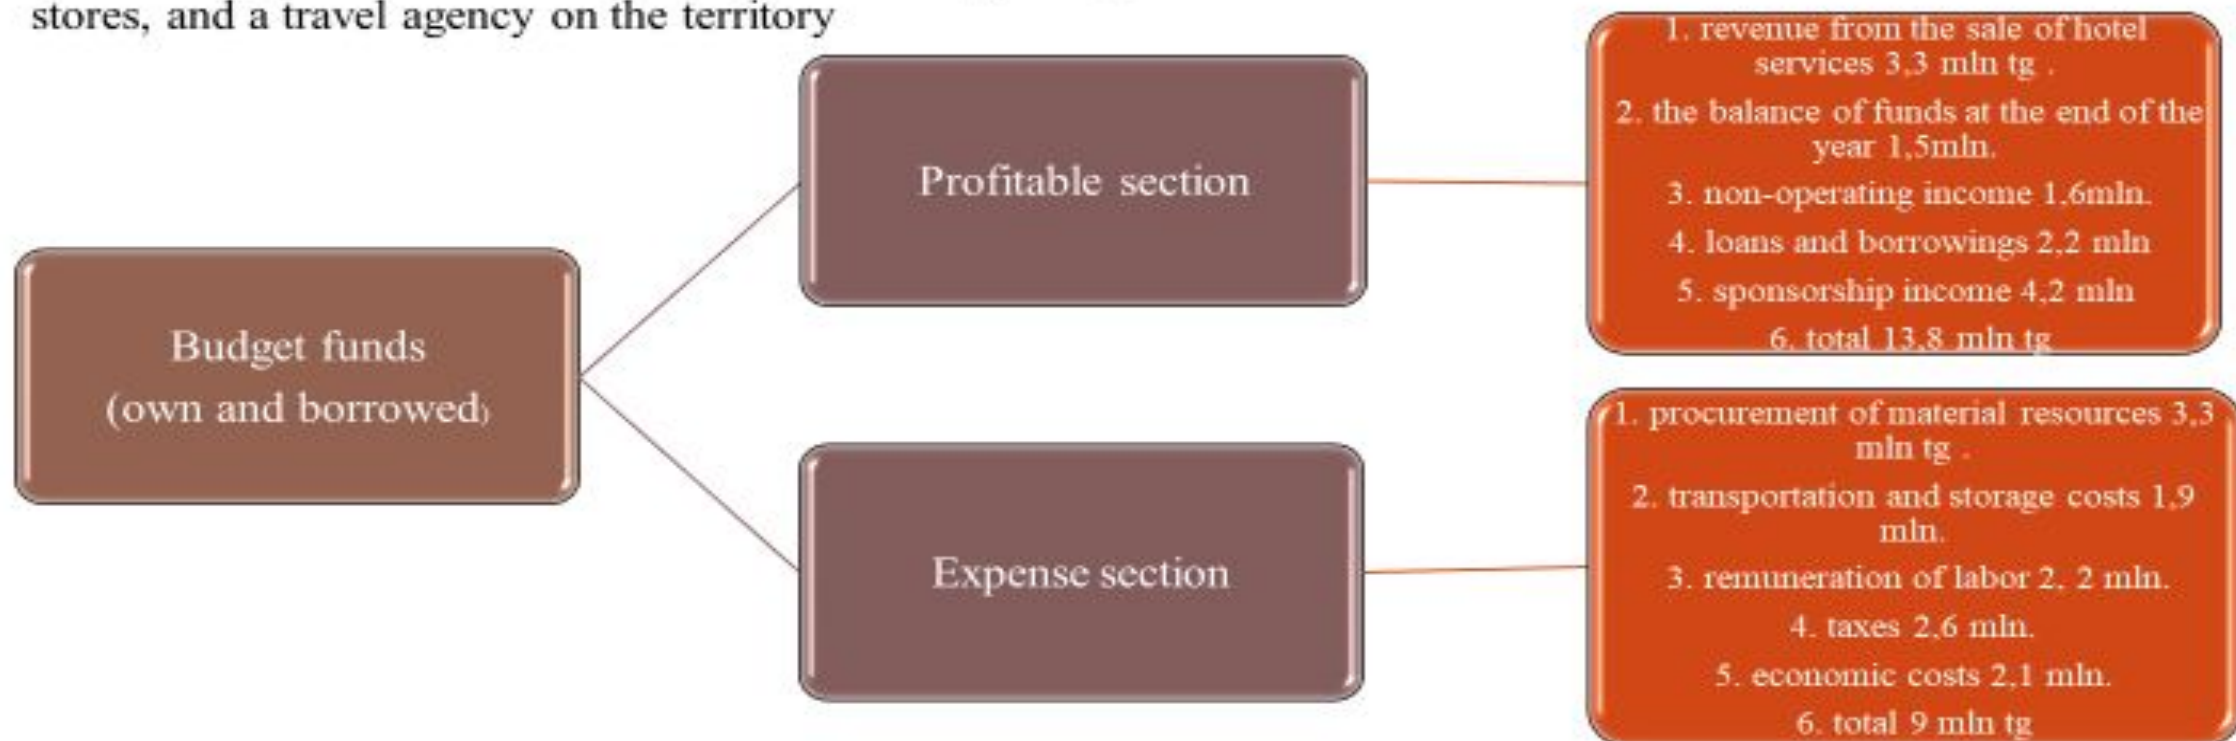 stores, and a travel agency on the territory
Budget funds
(own and borrowed)
Profitable section
1. revenue from the sale of hotel
services 3,3 mln tg .
2. the balance of funds at the end of the
year 1,5mln.
3. non-operating income 1,6mln.
4. loans and borrowings 2,2 mln
5. sponsorship income 4,2 mln
6. total 13,8 mln tg
Expense section
1. procurement of material resources 3,3
mln tg .
2. transportation and storage costs 1,9
mln.
3. remuneration of labor 2, 2 mln.
4. taxes 2,6 mln.
5. economic costs 2,1 mln.
6. total 9 mln tg